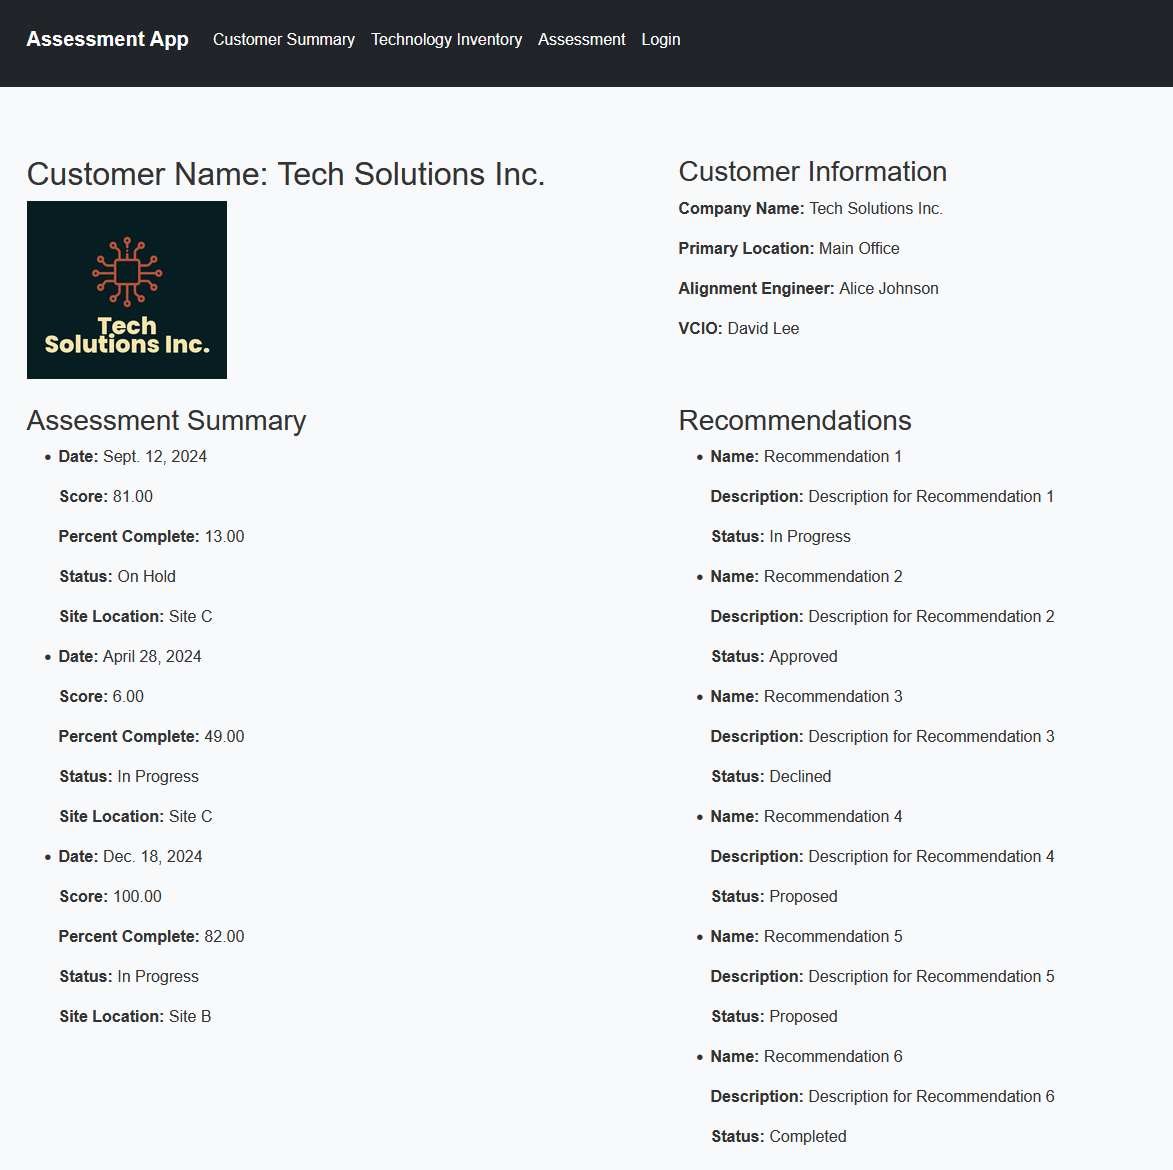 Assessment App Customer Summary Technology Inventory Assessment Login
Customer Name: Tech Solutions Inc.
Tech
Solutions Inc.
Customer Information
Company Name: Tech Solutions Inc.
Primary Location: Main Office
Alignment Engineer: Alice Johnson
VCIO: David Lee
Assessment Summary
• Date: Sept. 12, 2024
Score: 81.00
Percent Complete: 13.00
Status: On Hold
Site Location: Site C
• Date: April 28, 2024
Score: 6.00
Percent Complete: 49.00
Status: In Progress
Site Location: Site C
• Date: Dec. 18, 2024
Score: 100.00
Percent Complete: 82.00
Status: In Progress
Site Location: Site B
Recommendations
• Name: Recommendation 1
Description: Description for Recommendation 1
Status: In Progress
• Name: Recommendation 2
Description: Description for Recommendation 2
Status: Approved
• Name: Recommendation 3
Description: Description for Recommendation 3
Status: Declined
• Name: Recommendation 4
Description: Description for Recommendation 4
Status: Proposed
• Name: Recommendation 5
Description: Description for Recommendation 5
Status: Proposed
• Name: Recommendation 6
Description: Description for Recommendation 6
Status: Completed